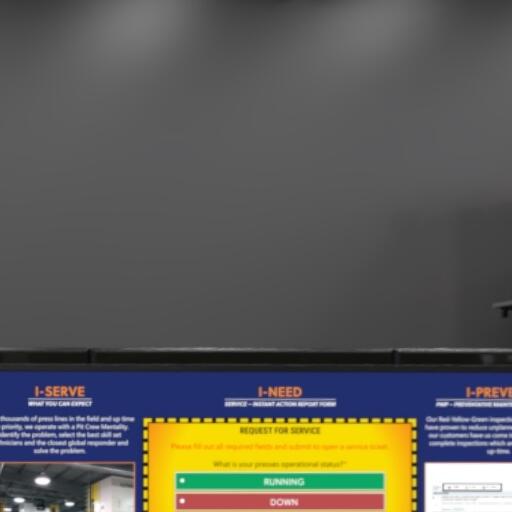 I-SERVE
WHAT YOU CAN EXPECT
thousands of press lines in the field and up time
priority, we operate with a Pit Crew Mentality.
identify the problem, select the best skill set
and the closed global responder and
solve the problem.
I-NEED
SERVICE – INSTANT ACTION REPORT FORM
REQUEST FOR SERVICE
Please fill out all required fields and submit to open a service ticket.
What is your presses operational status?*
RUNNING
DOWN
I-PREVE
Our Red-Yellow-Green inspecti
have proven to reduce unplann
our customers have us come
complete inspections which a
up-time.